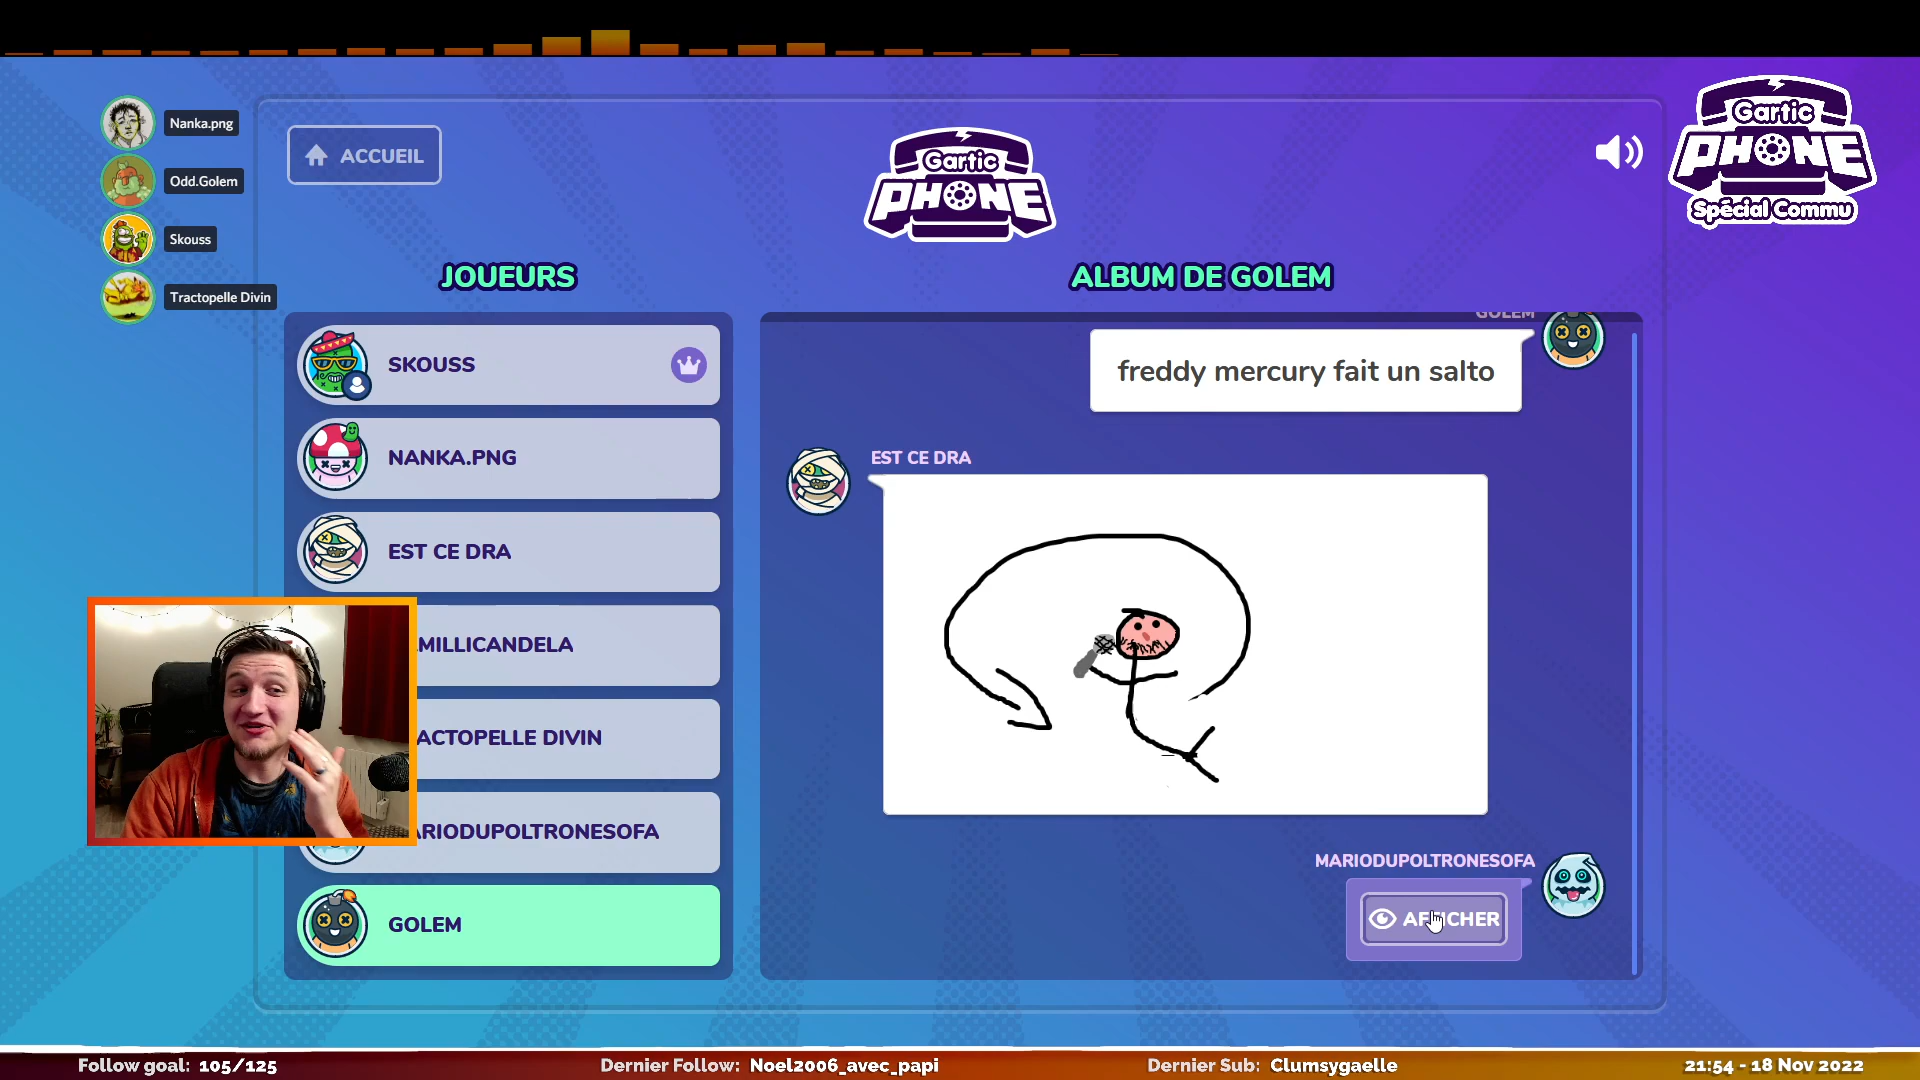 Nanka.png
Odd.Golem
Skouss
Tractopelle Divin
ACCUEIL
Gartic
PHONE
Gartic
PHONE
Spécial Commu
JOUEURS
SKOUSS
NANKA.PNG
EST CE DRA
MILLICANDELA
ACTOPELLE DIVIN
ARIODUPOLTRONESOFA
GOLEM
ALBUM DE GOLEM
GOLEM
freddy mercury fait un salto
EST CE DRA
MARIODUPOLTRONESOFA
AFFICHER
Follow goal: 105/125
Dernier Follow: Noel2006_avec_papi
Dernier Sub: Clumsygaelle
21:54 - 18 Nov 2022